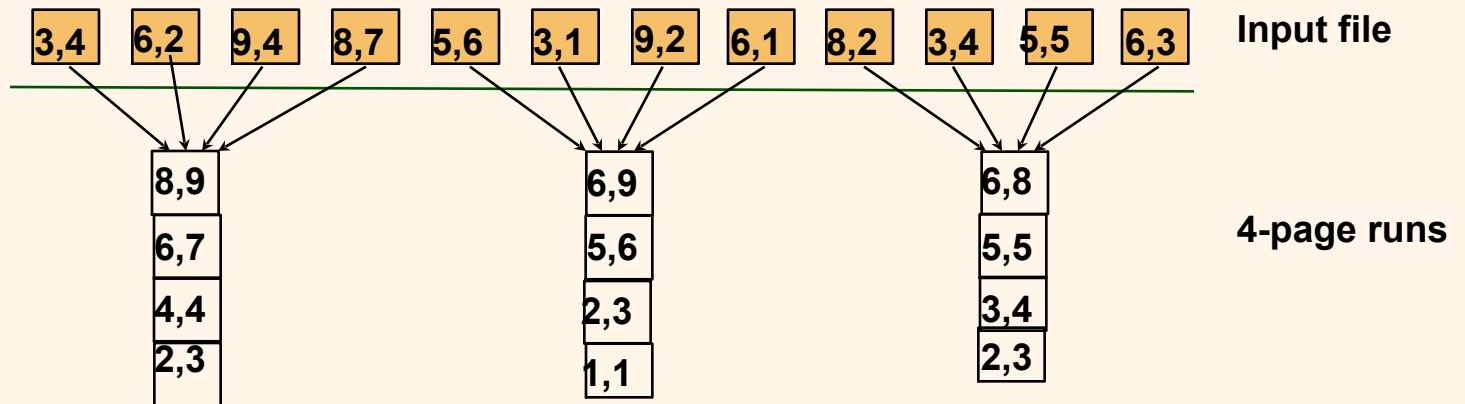 3,4 6,2 9,4 8,7 5,6 3,1 9,2 6,1 8,2 3,4 5,5 6,3 Input file
8,9 6,9 6,8
4-page runs
6,7 5,6 5,5
4,4 2,3 3,4
2,3 1,1 2,3